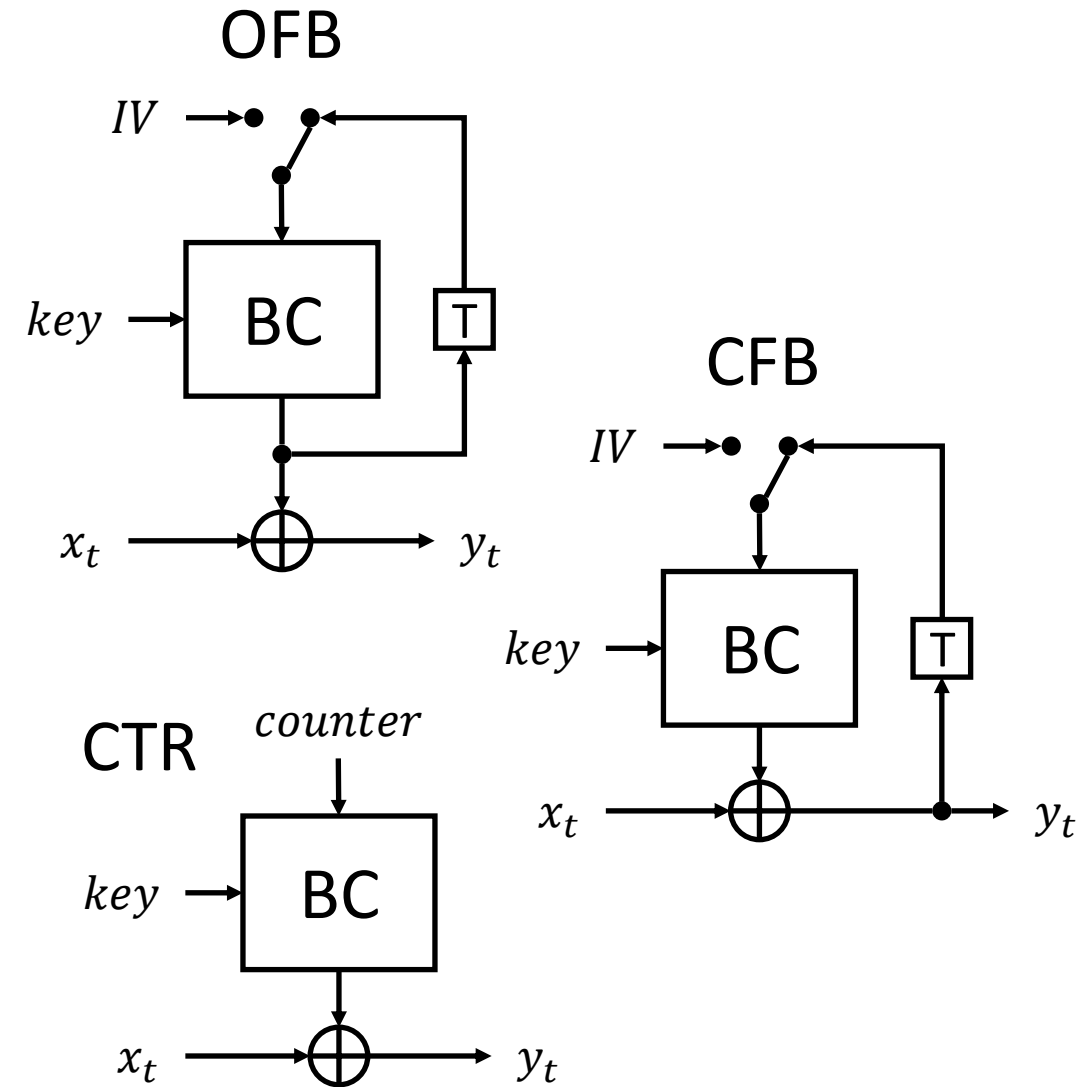 OFB
IV
key
BC
T
x_t
y_t
CFB
IV
key
BC
T
x_t
y_t
CTR
counter
key
BC
x_t
y_t